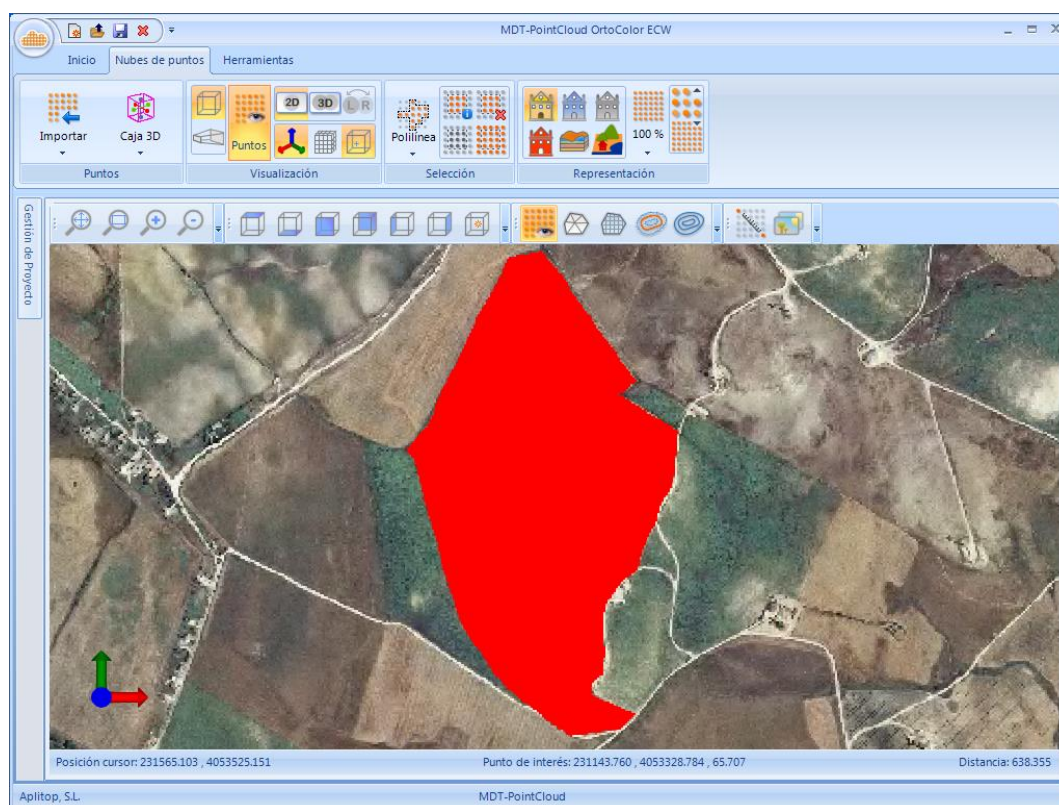 MDT-PointCloud OrtoColor ECW
Inicio
Nubes de puntos
Herramientas
Importar
Caja 3D
Puntos
2D
3D
L R
Polilínea
100 %
Puntos
Visualización
Selección
Representación
Gestión de Proyecto
Posición cursor: 231565.103 , 4053525.151
Punto de interés: 231143.760 , 4053328.784 , 65.707
Distancia: 638.355
Aplitop, S.L.
MDT-PointCloud